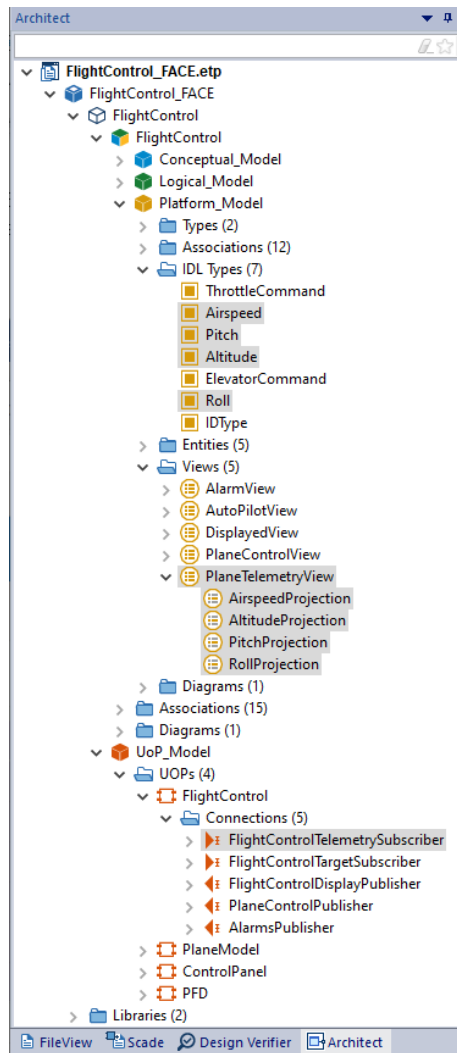 Architect
FlightControl_FACE.etp
FlightControl_FACE
FlightControl
FlightControl
Conceptual_Model
Logical_Model
Platform_Model
Types (2)
Associations (12)
IDL Types (7)
ThrottleCommand
Airspeed
Pitch
Altitude
ElevatorCommand
Roll
IDType
Entities (5)
Views (5)
AlarmView
AutoPilotView
DisplayedView
PlaneControlView
PlaneTelemetryView
AirspeedProjection
AltitudeProjection
PitchProjection
RollProjection
Diagrams (1)
Associations (15)
Diagrams (1)
UoP_Model
UOPs (4)
FlightControl
Connections (5)
FlightControlTelemetrySubscriber
FlightControlTargetSubscriber
FlightControlDisplayPublisher
PlaneControlPublisher
AlarmsPublisher
PlaneModel
ControlPanel
PFD
Libraries (2)
FileView Scade Design Verifier Architect